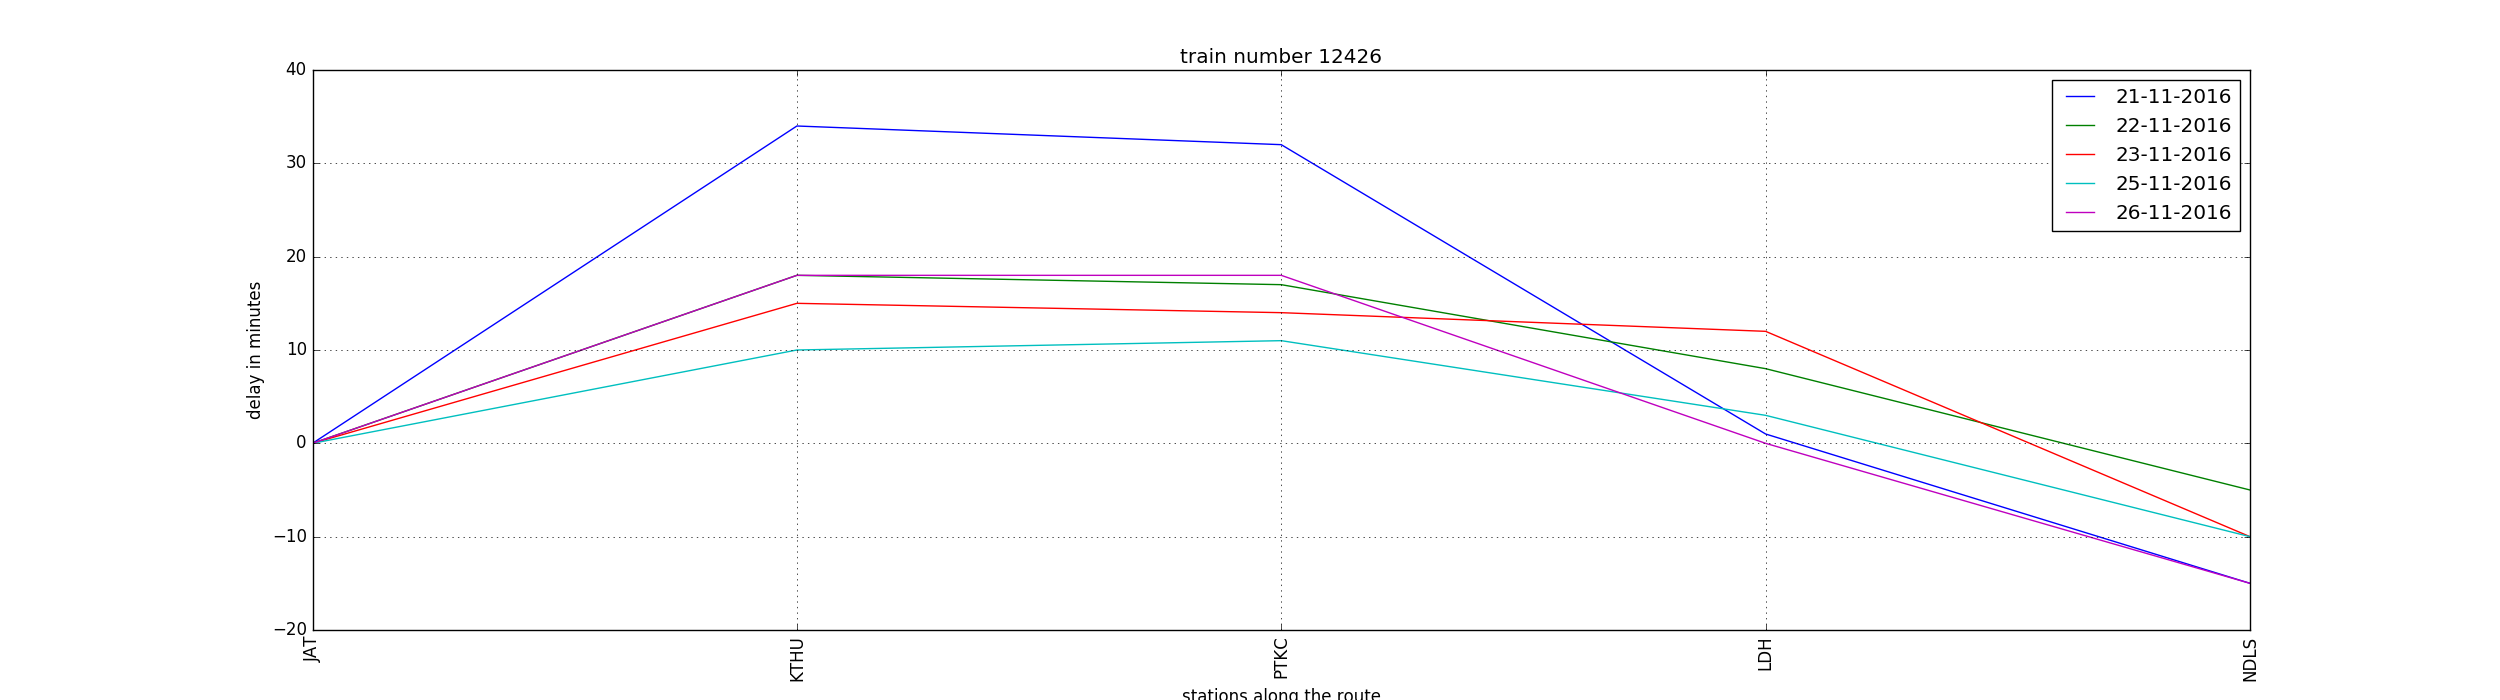 train number 12426
40
30
20
10
0
−10
−20
delay in minutes
21-11-2016
22-11-2016
23-11-2016
25-11-2016
26-11-2016
JAT
KTHU
PTKC
LDH
NDLS
stations along the route